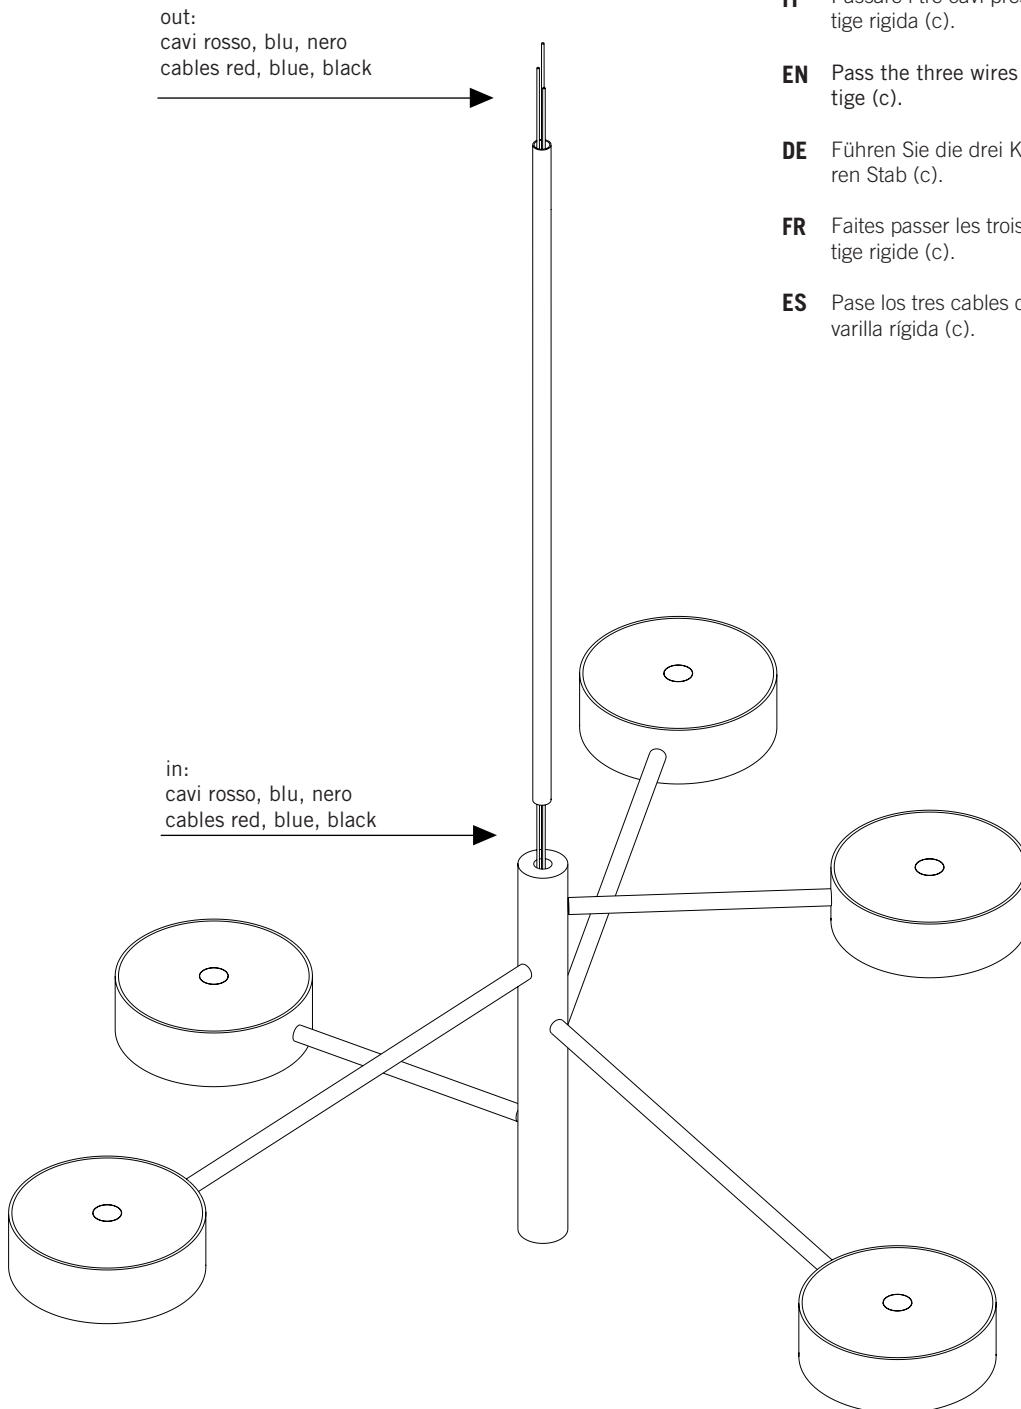 out:
cavi rosso, blu, nero
cables red, blue, black
IT
tige rigida (c).
EN Pass the three wires
tige (c).
DE Führen Sie die drei K
ren Stab (c).
FR Faites passer les trois
tige rigide (c).
ES Pase los tres cables
varilla rígida (c).
in:
cavi rosso, blu, nero
cables red, blue, black